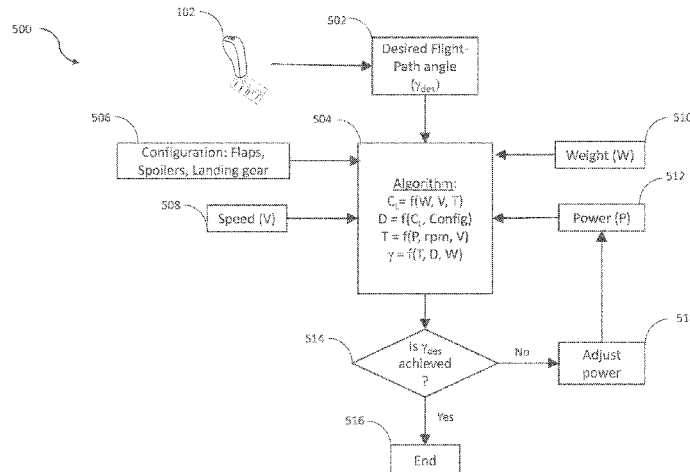 500
102
502
Desired Flight-
Path angle
(γdes)
506
Configuration: Flaps,
Spoilers, Landing gear
504
510
Weight (W)
512
508
Speed (V)
Power (P)
Algorithm:
CL= f(W, V, T)
D = f(CL, Config)
T = f(P, rpm, V)
γ = f(T, D, W)
514
Is γdes
achieved
?
No
51
Adjust
power
Yes
516
End